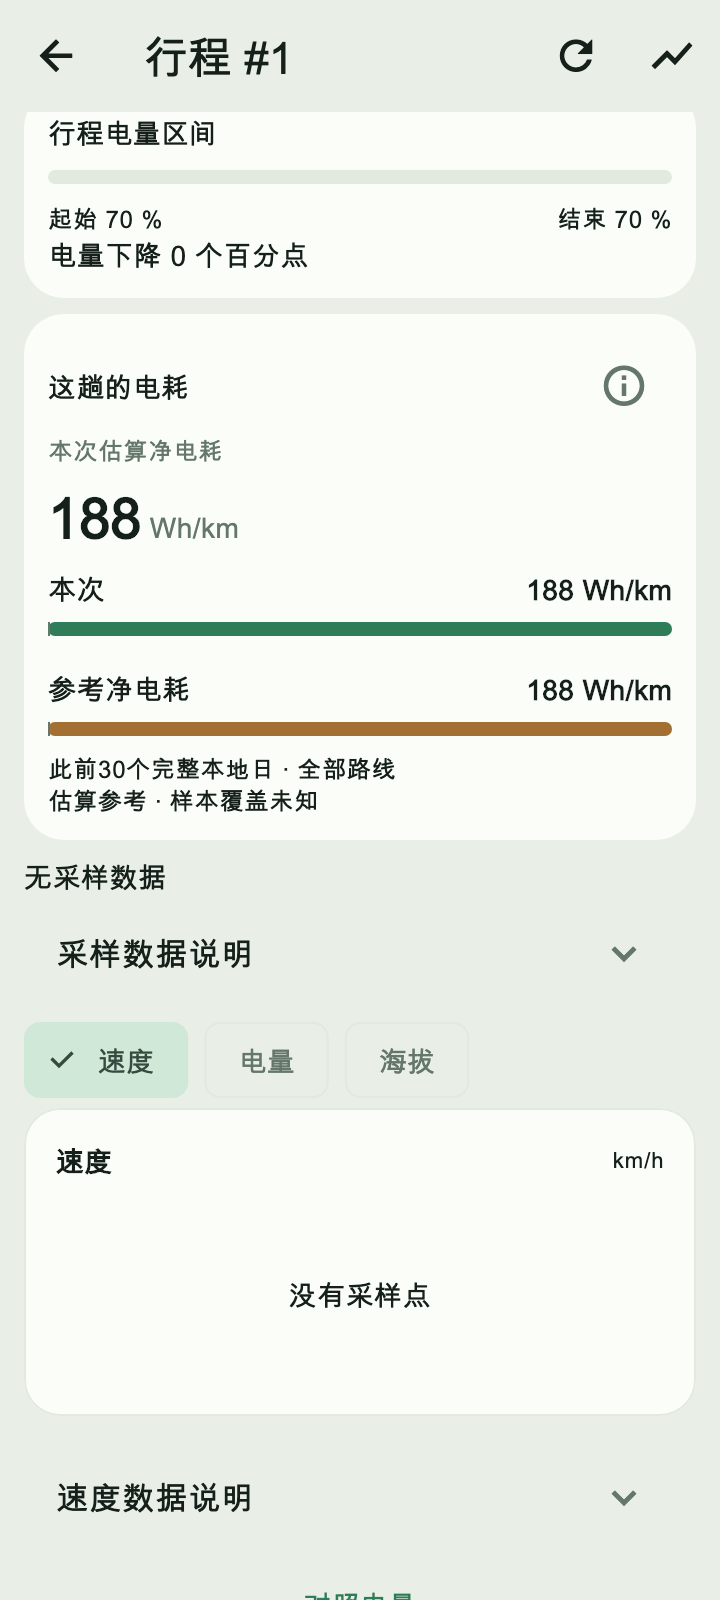 行程 #1
行程电量区间
起始 70 %
结束 70 %
电量下降 0 个百分点
这趟的电耗
本次估算净电耗
188 Wh/km
本次
188 Wh/km
参考净电耗
188 Wh/km
此前30个完整本地日 · 全部路线
估算参考 · 样本覆盖未知
无采样数据
采样数据说明
速度
电量
海拔
速度
km/h
没有采样点
速度数据说明